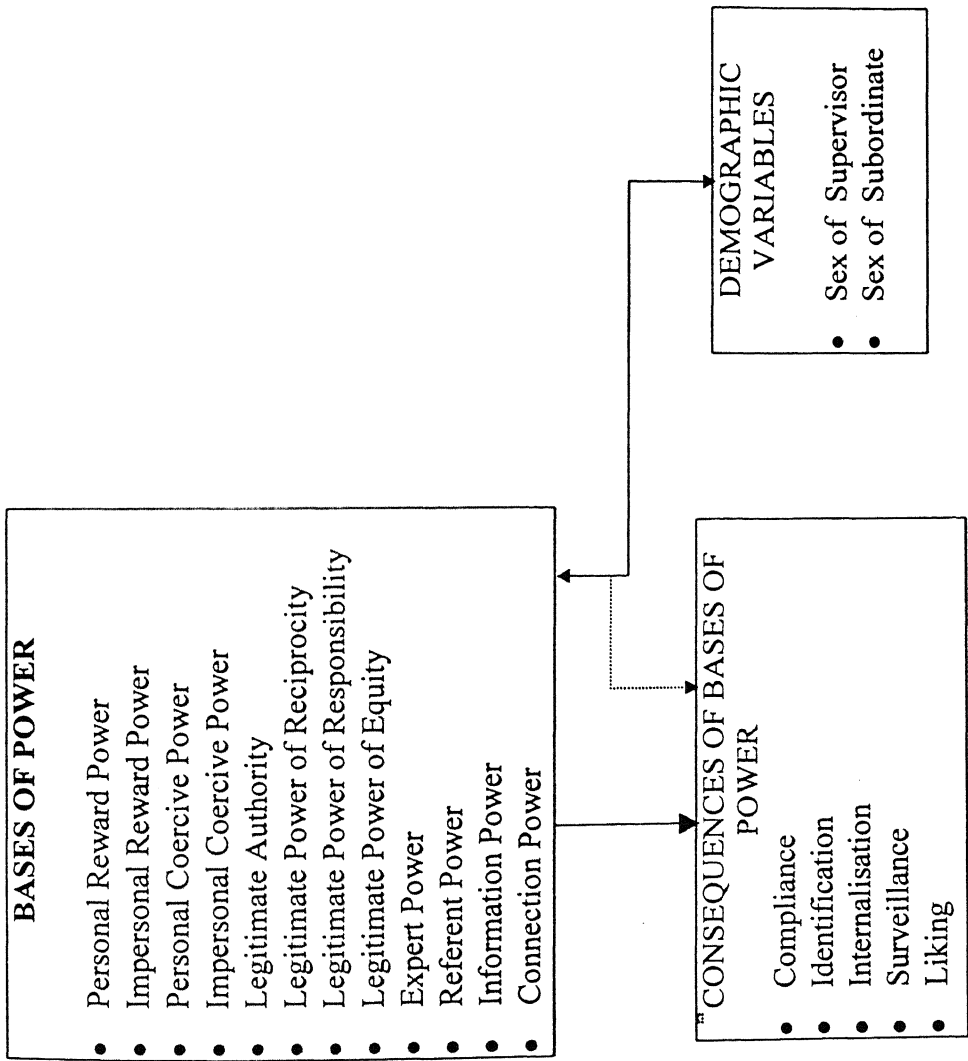 BASES OF POWER
• Personal Reward Power
• Impersonal Reward Power
• Personal Coercive Power
• Impersonal Coercive Power
• Legitimate Authority
• Legitimate Power of Reciprocity
• Legitimate Power of Responsibility
• Legitimate Power of Equity
• Expert Power
• Referent Power
• Information Power
• Connection Power
CONSEQUENCES OF BASES OF
POWER
• Compliance
• Identification
• Internalisation
• Surveillance
• Liking
DEMOGRAPHIC
VARIABLES
• Sex of Supervisor
• Sex of Subordinate